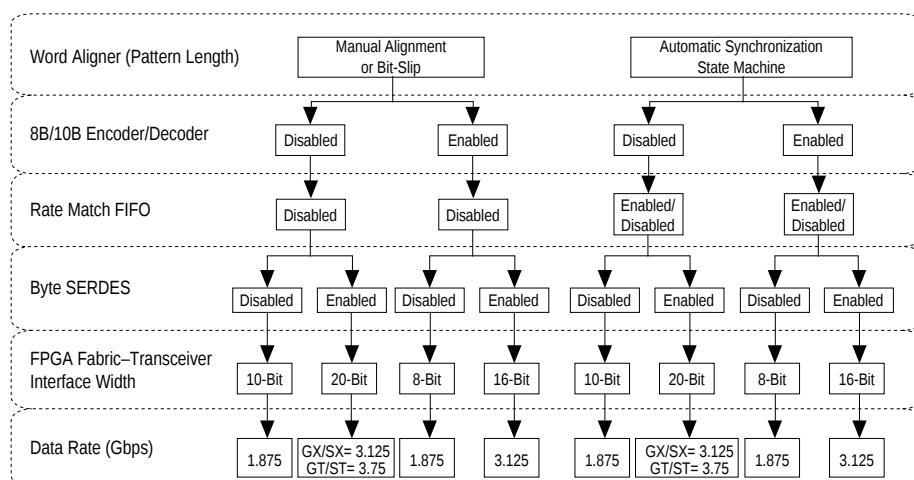 Word Aligner (Pattern Length)
Manual Alignment
or Bit-Slip
Automatic Synchronization
State Machine
8B/10B Encoder/Decoder
Disabled
Enabled
Disabled
Enabled
Rate Match FIFO
Disabled
Disabled
Enabled/
Disabled
Enabled/
Disabled
Byte SERDES
Disabled
Enabled
Disabled
Enabled
Disabled
Enabled
Disabled
Enabled
FPGA Fabric–Transceiver
Interface Width
10-Bit
20-Bit
8-Bit
16-Bit
10-Bit
20-Bit
8-Bit
16-Bit
Data Rate (Gbps)
1.875
GX/SX= 3.125
GT/ST= 3.75
1.875
3.125
1.875
GX/SX= 3.125
GT/ST= 3.75
1.875
3.125